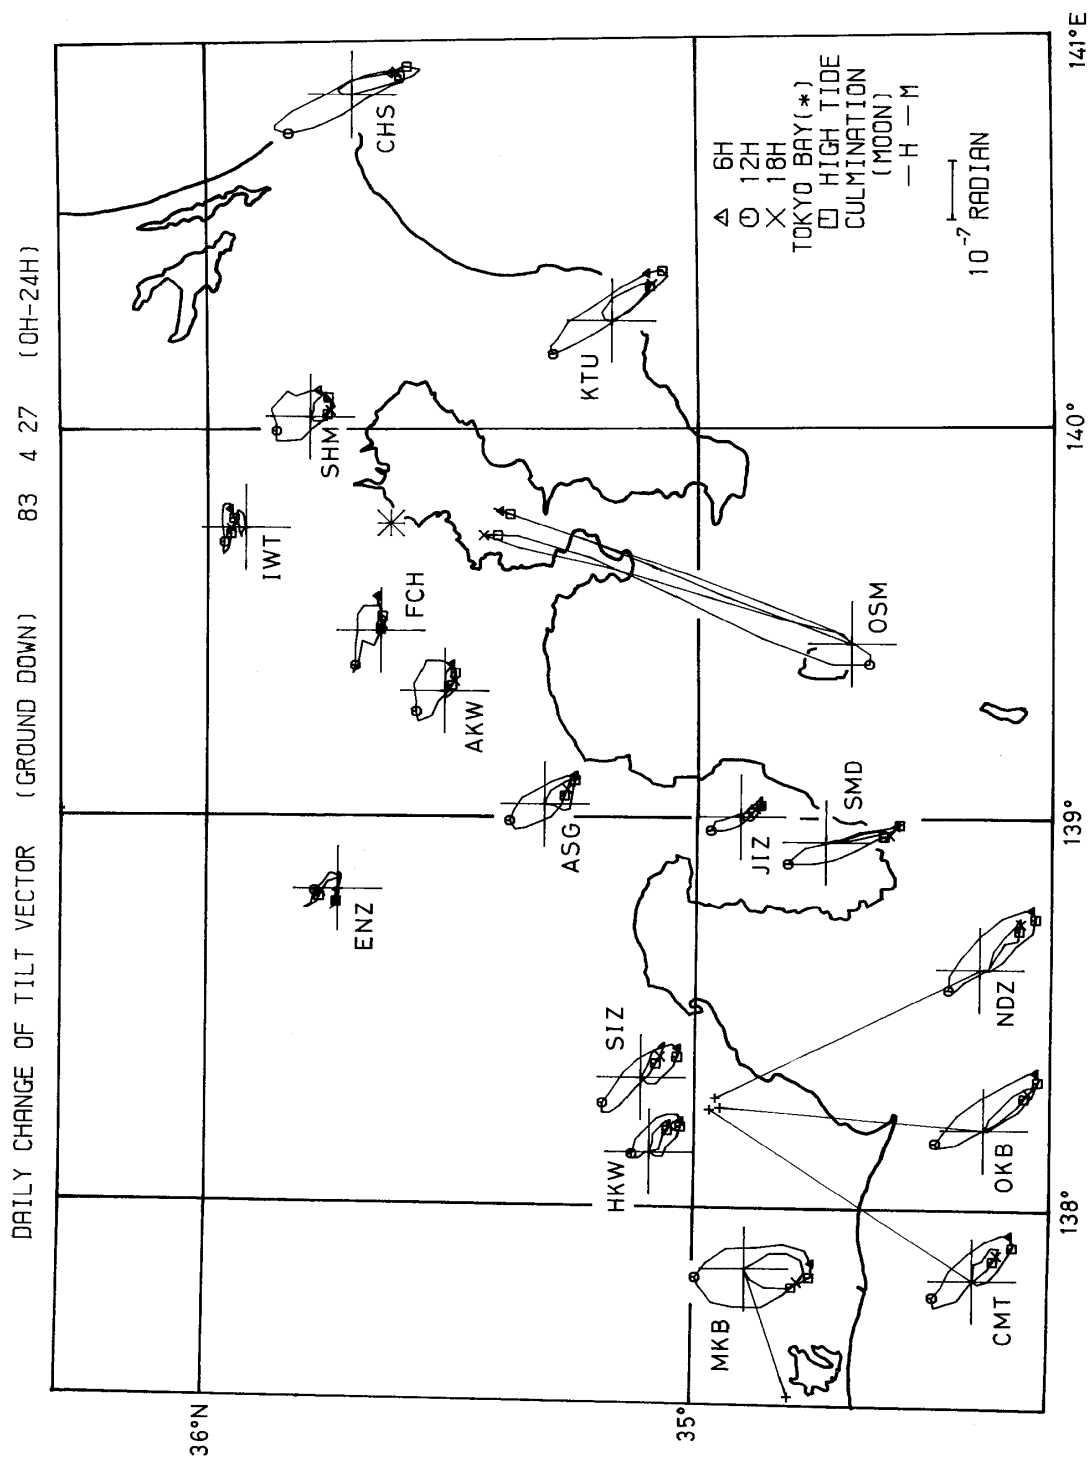 DAILY CHANGE OF TILT VECTOR (GROUND DOWN) 83 4 27 (0H-24H)
36°N
35°
138°
139°
140°
141°E
CHS
KTU
SHM
IWT
FCH
AKW
ASG
ENZ
OSM
JIZ
SMD
SIZ
HKW
MKB
NDZ
OKB
CMT
6H
12H
18H
TOKYO BAY(*)
HIGH TIDE
CULMINATION
(MOON)
—H —M
10⁻⁷ RADIAN